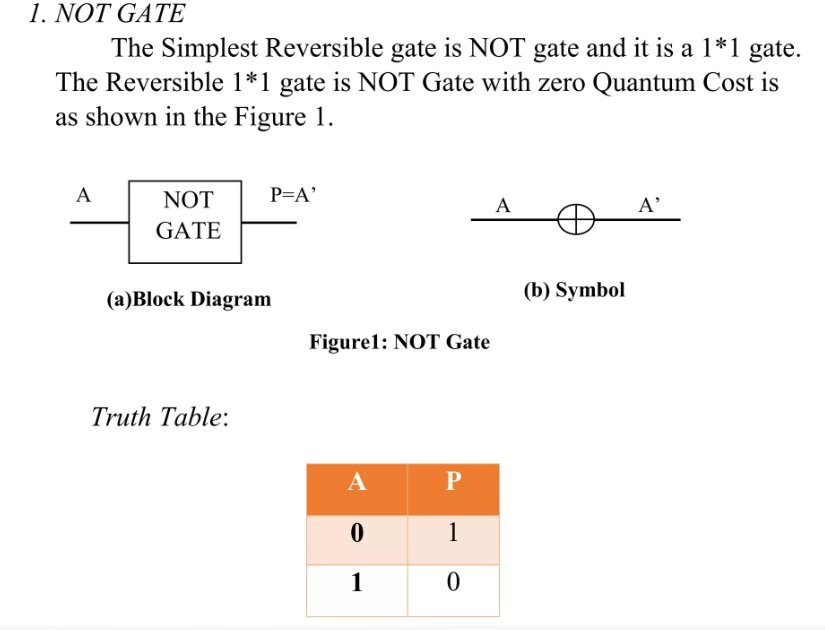 1. NOT GATE
The Simplest Reversible gate is NOT gate and it is a 1*1 gate.
The Reversible 1*1 gate is NOT Gate with zero Quantum Cost is
as shown in the Figure 1.
A
NOT
GATE
P=A’
A
A’
(a)Block Diagram
(b) Symbol
Figure1: NOT Gate
Truth Table:
A P
0 1
1 0